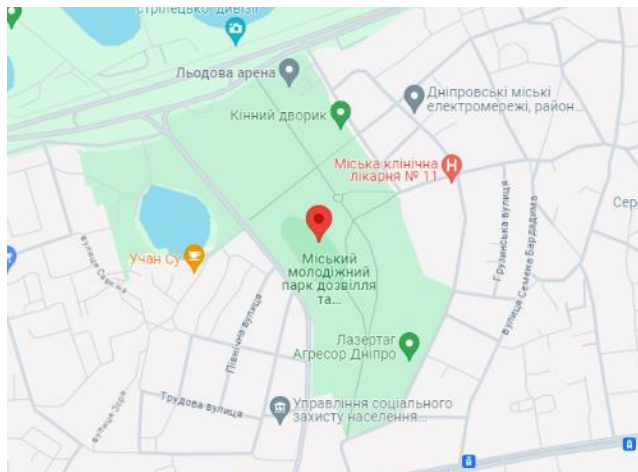 стрілецької дивізії
Льодова арена
Кінний дворик
Дніпровські міські
електромережі, район...
Міська клінічна
лікарня № 11
Сер
Грузинська вулиця
вулиця Семена Бардадима
Учан Су
Міський
молодіжний
парк дозвілля
та...
Північна вулиця
Лазертаг
Агресор Дніпро
Трудова вулиця
вулиця Зоря
Управління соціального
захисту населення...